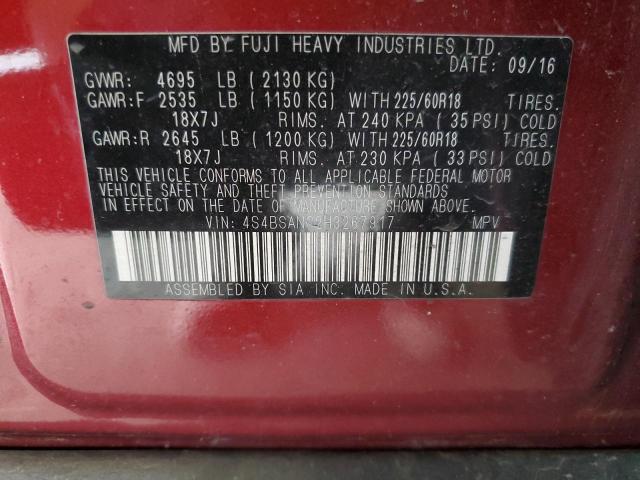 MFD BY FUJI HEAVY INDUSTRIES LTD.
DATE: 09/16
GVWR: 4695 LB (2130 KG)
GAWR:F 2535 LB (1150 KG) WITH 225/60R18 TIRES.
18X7J RIMS. AT 240 KPA (35 PSI) COLD
GAWR:R 2645 LB (1200 KG) WITH 225/60R18 TIRES.
18X7J RIMS. AT 230 KPA (33 PSI) COLD
THIS VEHICLE CONFORMS TO ALL APPLICABLE FEDERAL MOTOR
VEHICLE SAFETY AND THEFT PREVENTION STANDARDS
IN EFFECT ON THE DATE OF MANUFACTURE SHOWN ABOVE.
VIN: MPV
ASSEMBLED BY SIA INC. MADE IN U.S.A.